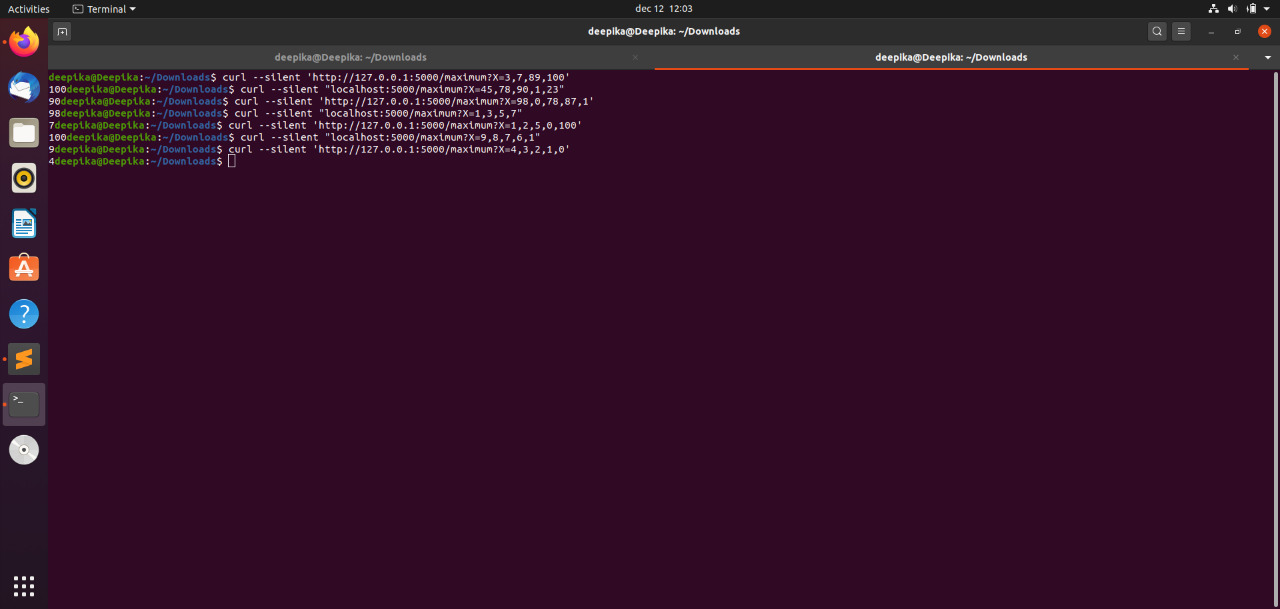 Activities Terminal dec 12 12:03
deepika@Deepika: ~/Downloads
deepika@Deepika: ~/Downloads deepika@Deepika: ~/Downloads
deepika@Deepika:~/Downloads$ curl --silent 'http://127.0.0.1:5000/maximum?X=3,7,89,100'
100deepika@Deepika:~/Downloads$ curl --silent "localhost:5000/maximum?X=45,78,90,1,23"
90deepika@Deepika:~/Downloads$ curl --silent 'http://127.0.0.1:5000/maximum?X=98,0,78,87,1'
98deepika@Deepika:~/Downloads$ curl --silent "localhost:5000/maximum?X=1,3,5,7"
7deepika@Deepika:~/Downloads$ curl --silent 'http://127.0.0.1:5000/maximum?X=1,2,5,0,100'
100deepika@Deepika:~/Downloads$ curl --silent "localhost:5000/maximum?X=9,8,7,6,1"
9deepika@Deepika:~/Downloads$ curl --silent 'http://127.0.0.1:5000/maximum?X=4,3,2,1,0'
4deepika@Deepika:~/Downloads$